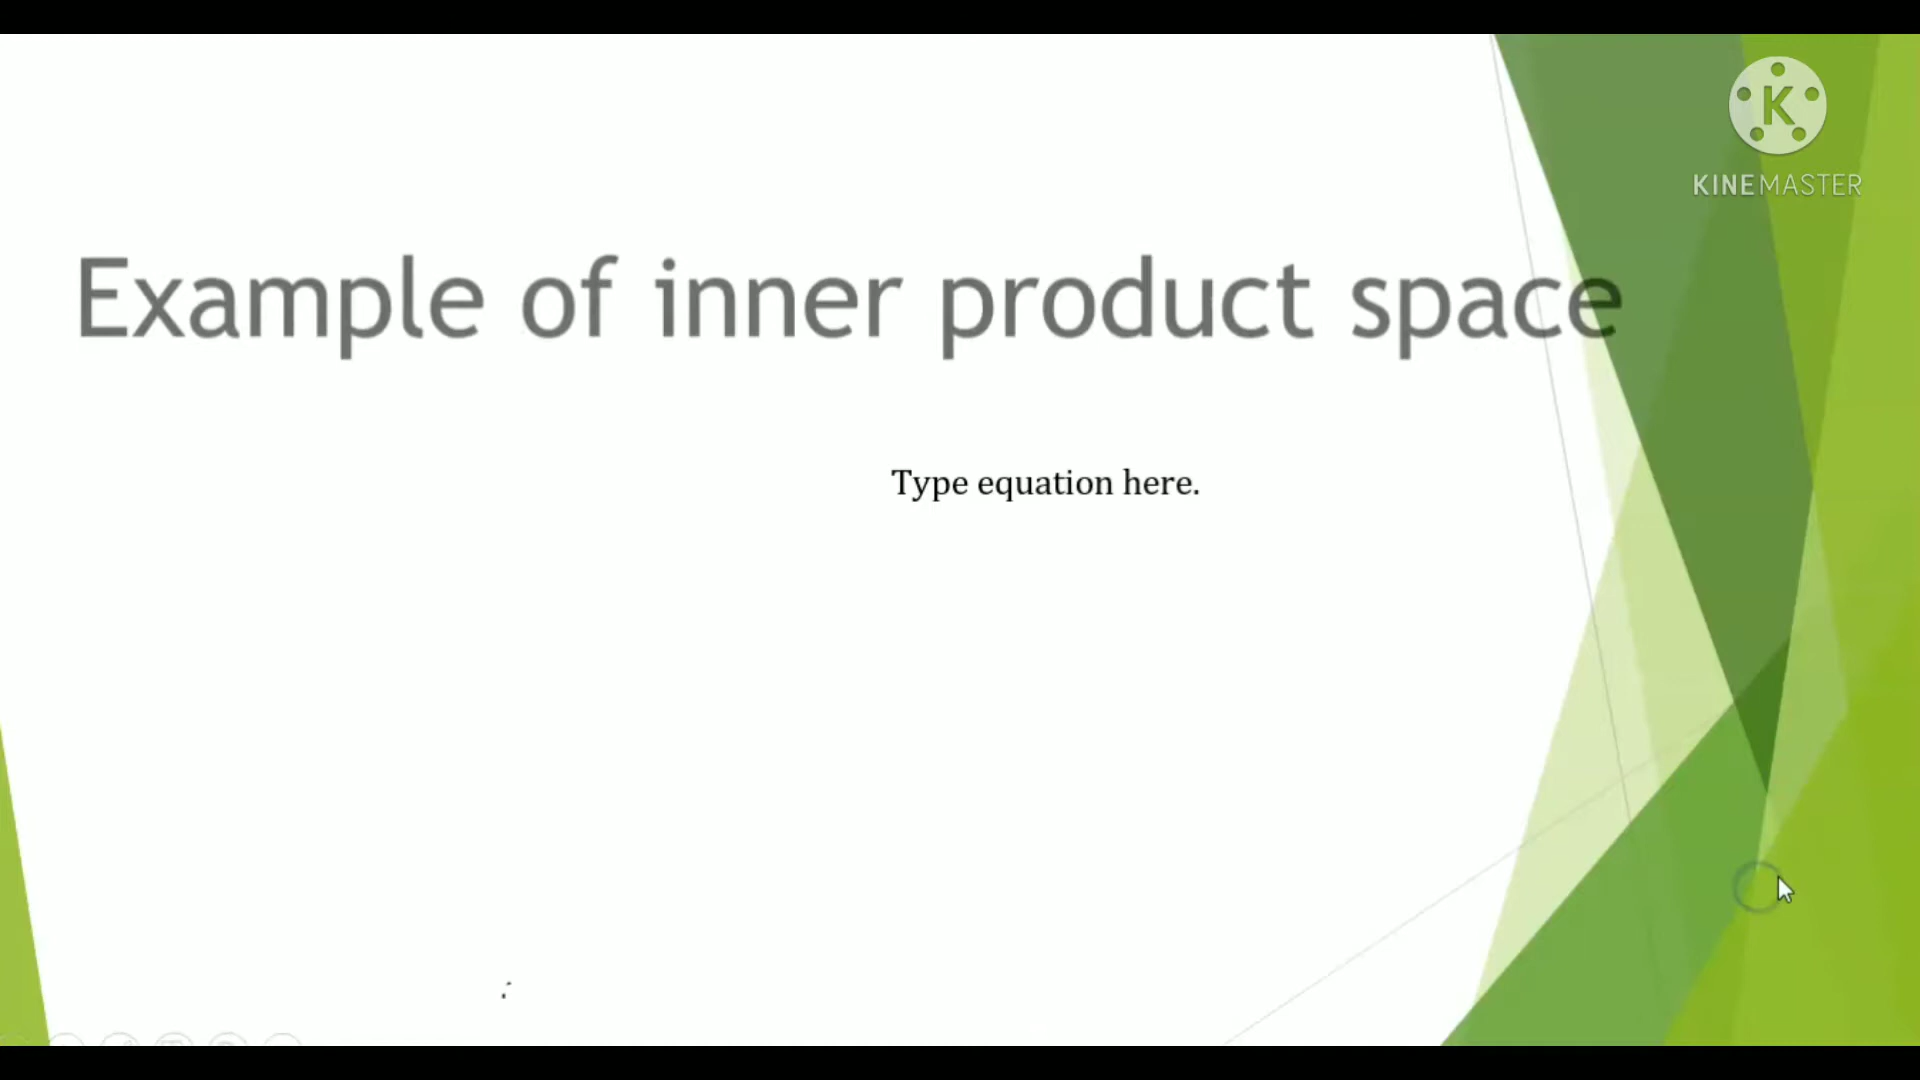 K
KINEMASTER
Example of inner product space
Type equation here.